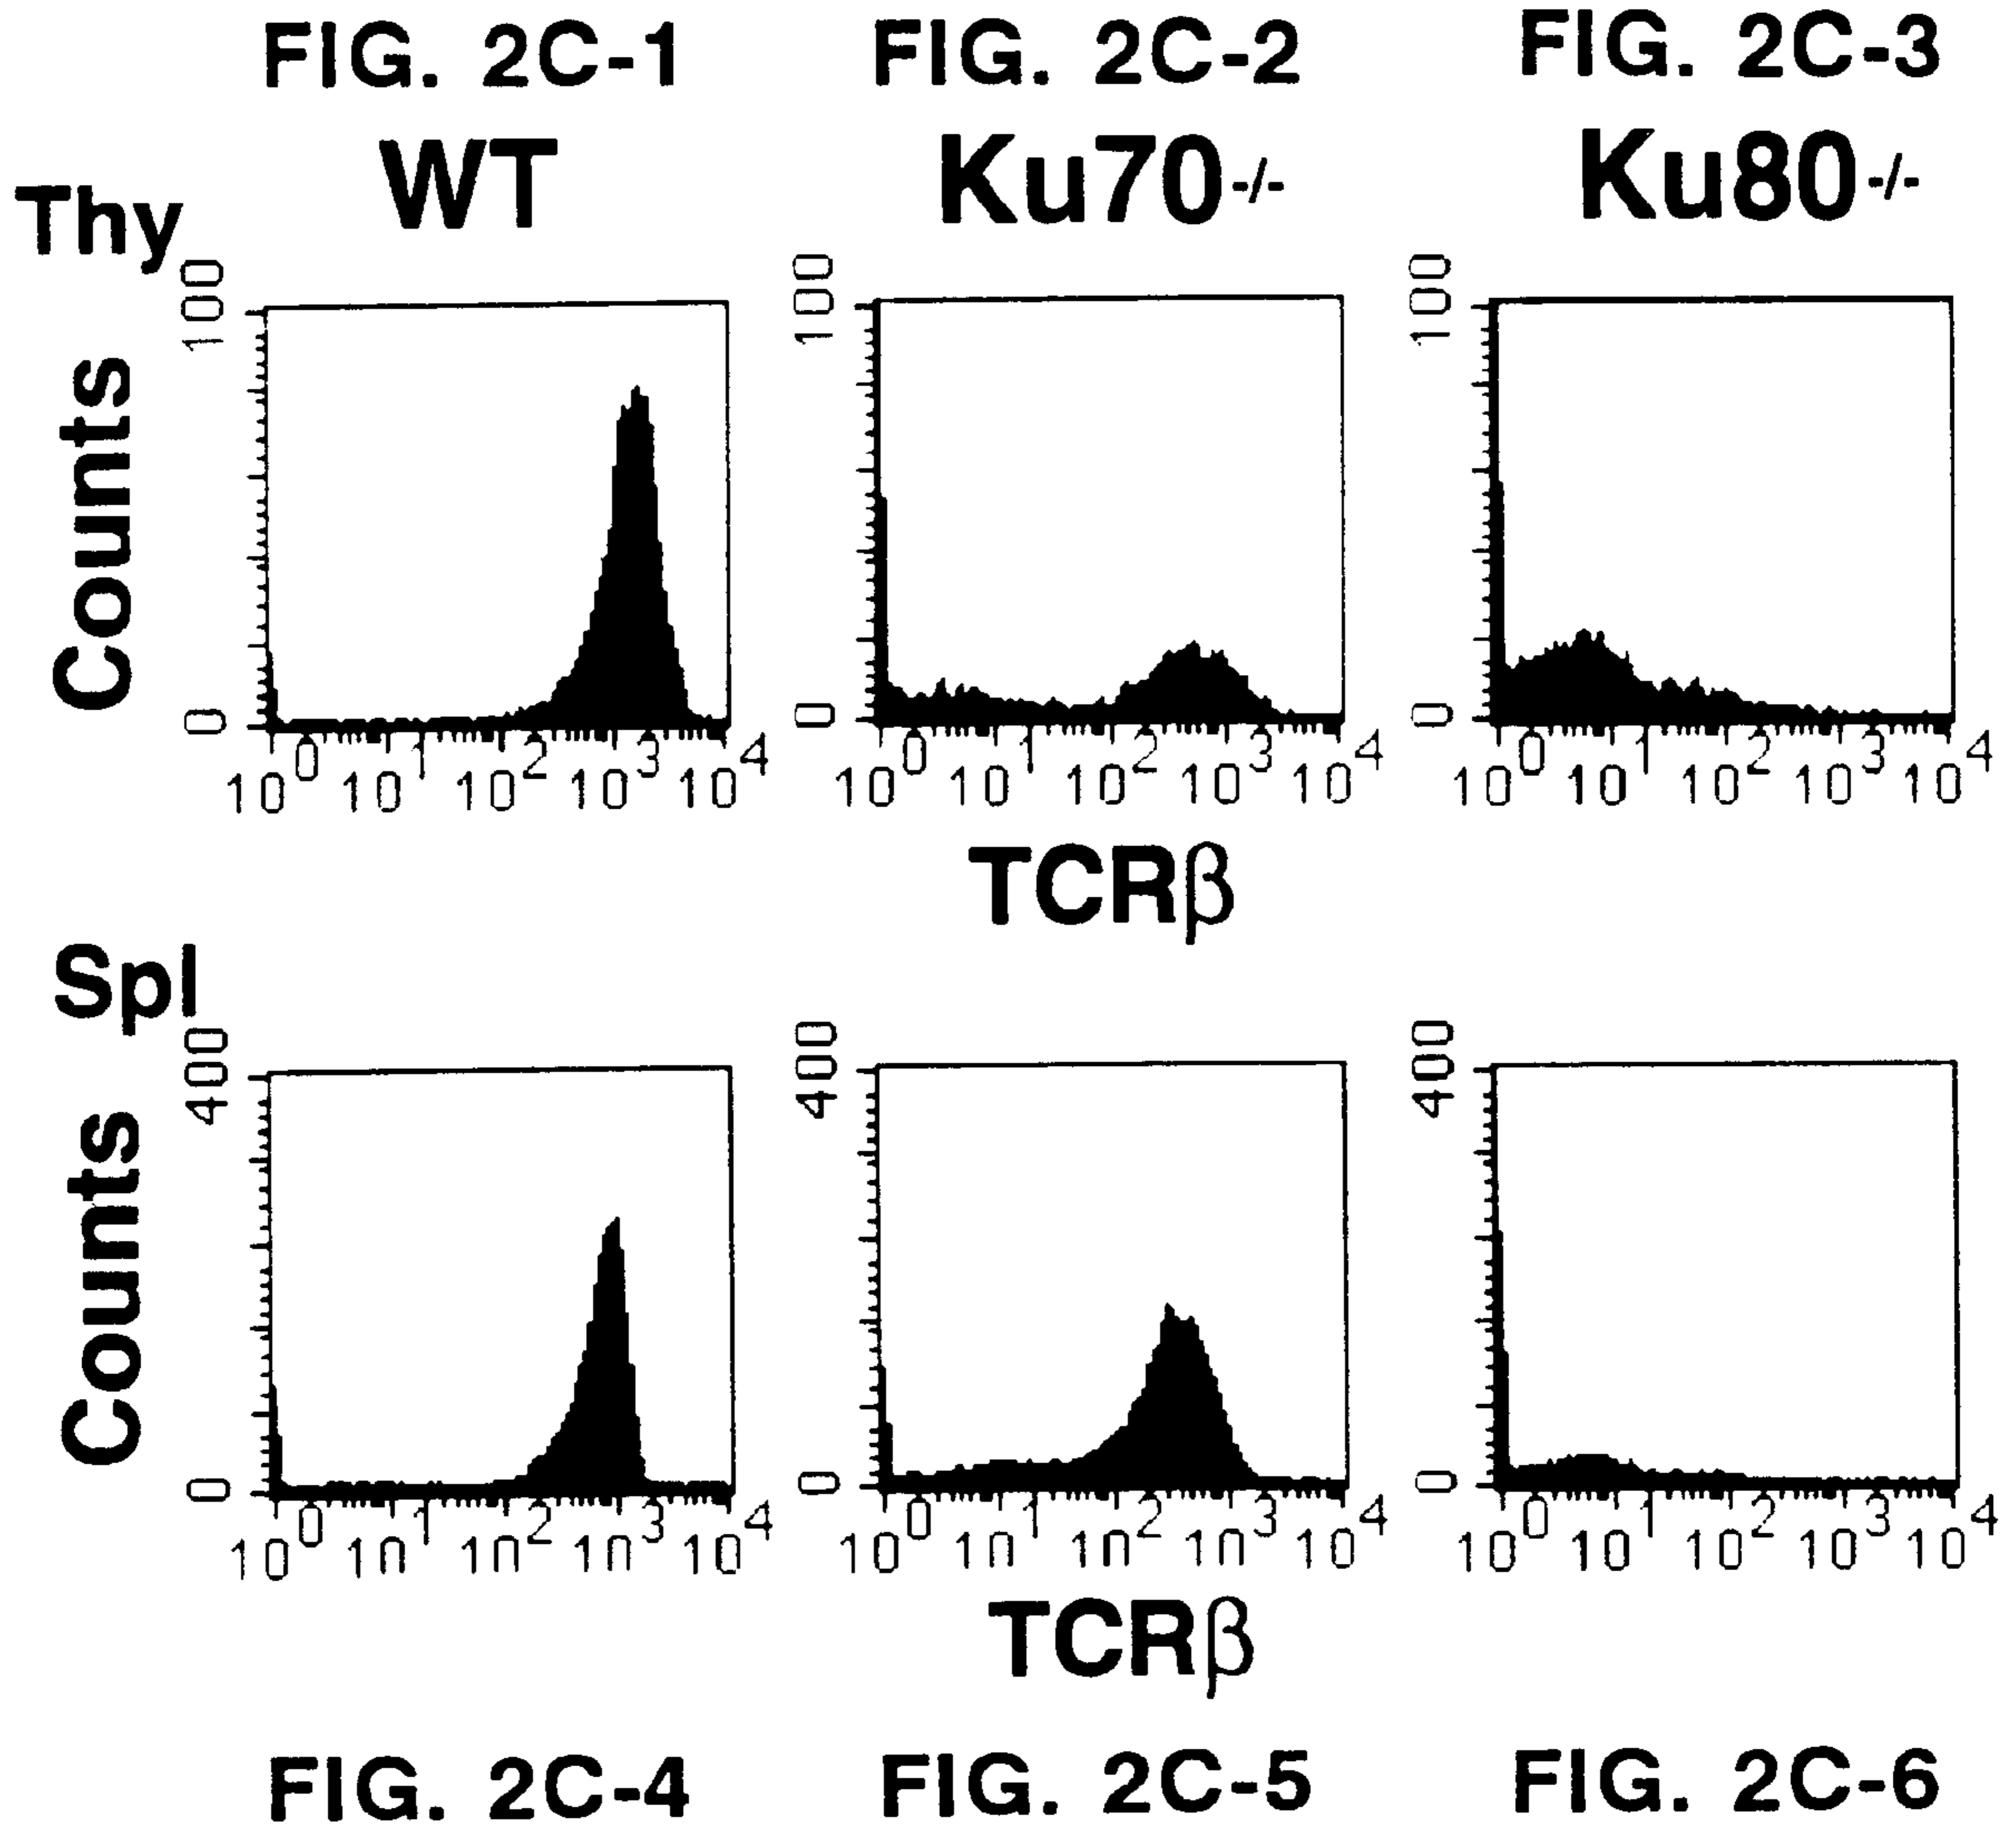 FIG. 2C-1 FIG. 2C-2 FIG. 2C-3
WT Ku70-/- Ku80-/-
Thy
Counts
100 100 100
0 0 0
10^0 10^1 10^2 10^3 10^4 10^0 10^1 10^2 10^3 10^4 10^0 10^1 10^2 10^3 10^4
TCRβ
Spl
Counts
400 400 400
0 0 0
10^0 10^1 10^2 10^3 10^4 10^0 10^1 10^2 10^3 10^4 10^0 10^1 10^2 10^3 10^4
TCRβ
FIG. 2C-4 FIG. 2C-5 FIG. 2C-6